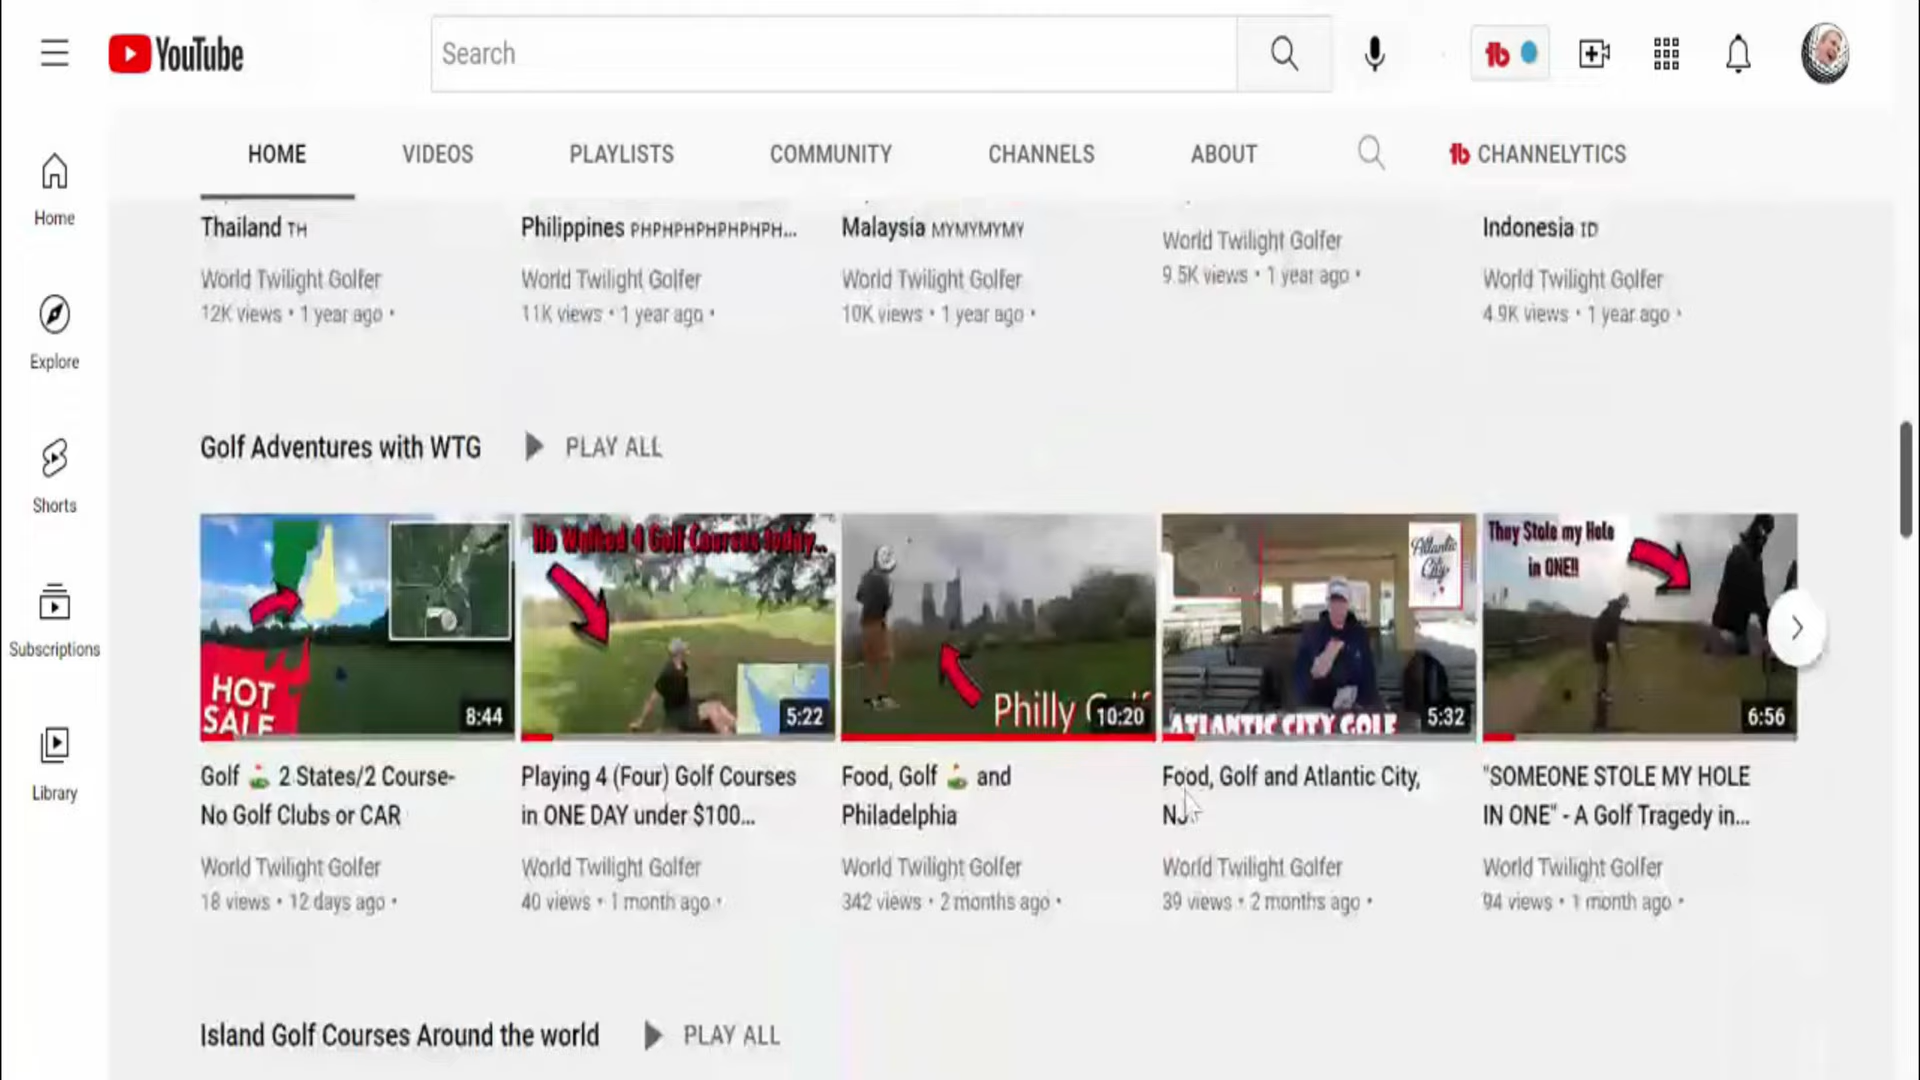 YouTube
Search
HOME
VIDEOS
PLAYLISTS
COMMUNITY
CHANNELS
ABOUT
CHANNELYTICS
Home
Explore
Shorts
Subscriptions
Library
Thailand TH
World Twilight Golfer
12K views • 1 year ago •
Philippines PHPHPHPHPHPHPH...
World Twilight Golfer
11K views • 1 year ago •
Malaysia MYMYMYMY
World Twilight Golfer
10K views • 1 year ago •
World Twilight Golfer
9.5K views • 1 year ago •
Indonesia ID
World Twilight Golfer
4.9K views • 1 year ago •
Golf Adventures with WTG
PLAY ALL
HOT
SALE
8:44
Golf ⛳ 2 States/2 Course-
No Golf Clubs or CAR
World Twilight Golfer
18 views • 12 days ago •
He Walked 4 Golf Courses today...
5:22
Playing 4 (Four) Golf Courses
in ONE DAY under $100...
World Twilight Golfer
40 views • 1 month ago •
Philly
10:20
Food, Golf ⛳ and
Philadelphia
World Twilight Golfer
342 views • 2 months ago •
Atlantic
City
ATLANTIC CITY GOLF
5:32
Food, Golf and Atlantic City,
NJ
World Twilight Golfer
39 views • 2 months ago •
They Stole my Hole
in ONE!!
6:56
"SOMEONE STOLE MY HOLE
IN ONE" - A Golf Tragedy in...
World Twilight Golfer
94 views • 1 month ago •
Island Golf Courses Around the world
PLAY ALL